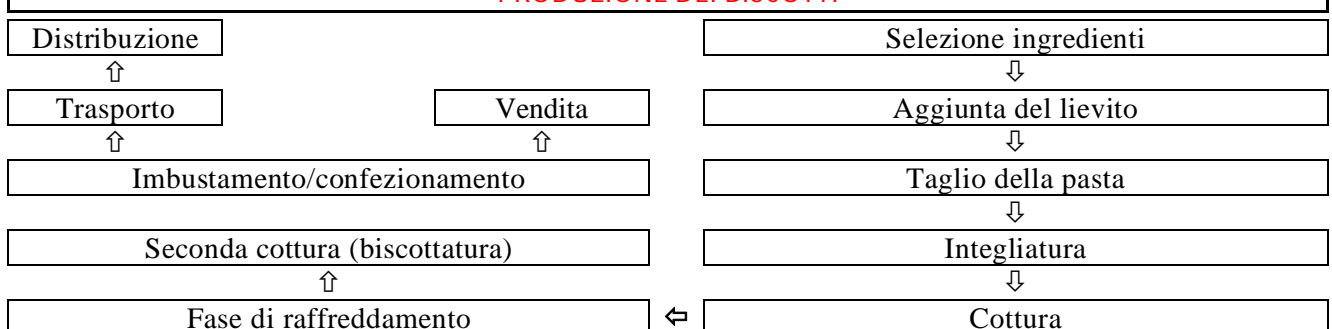 Distribuzione
Selezione ingredienti
⇧
⇩
Trasporto
Vendita
Aggiunta del lievito
⇧
⇧
⇩
Imbustamento/confezionamento
Taglio della pasta
⇩
Seconda cottura (biscottatura)
Integliatura
⇧
⇩
Fase di raffreddamento
⇦
Cottura